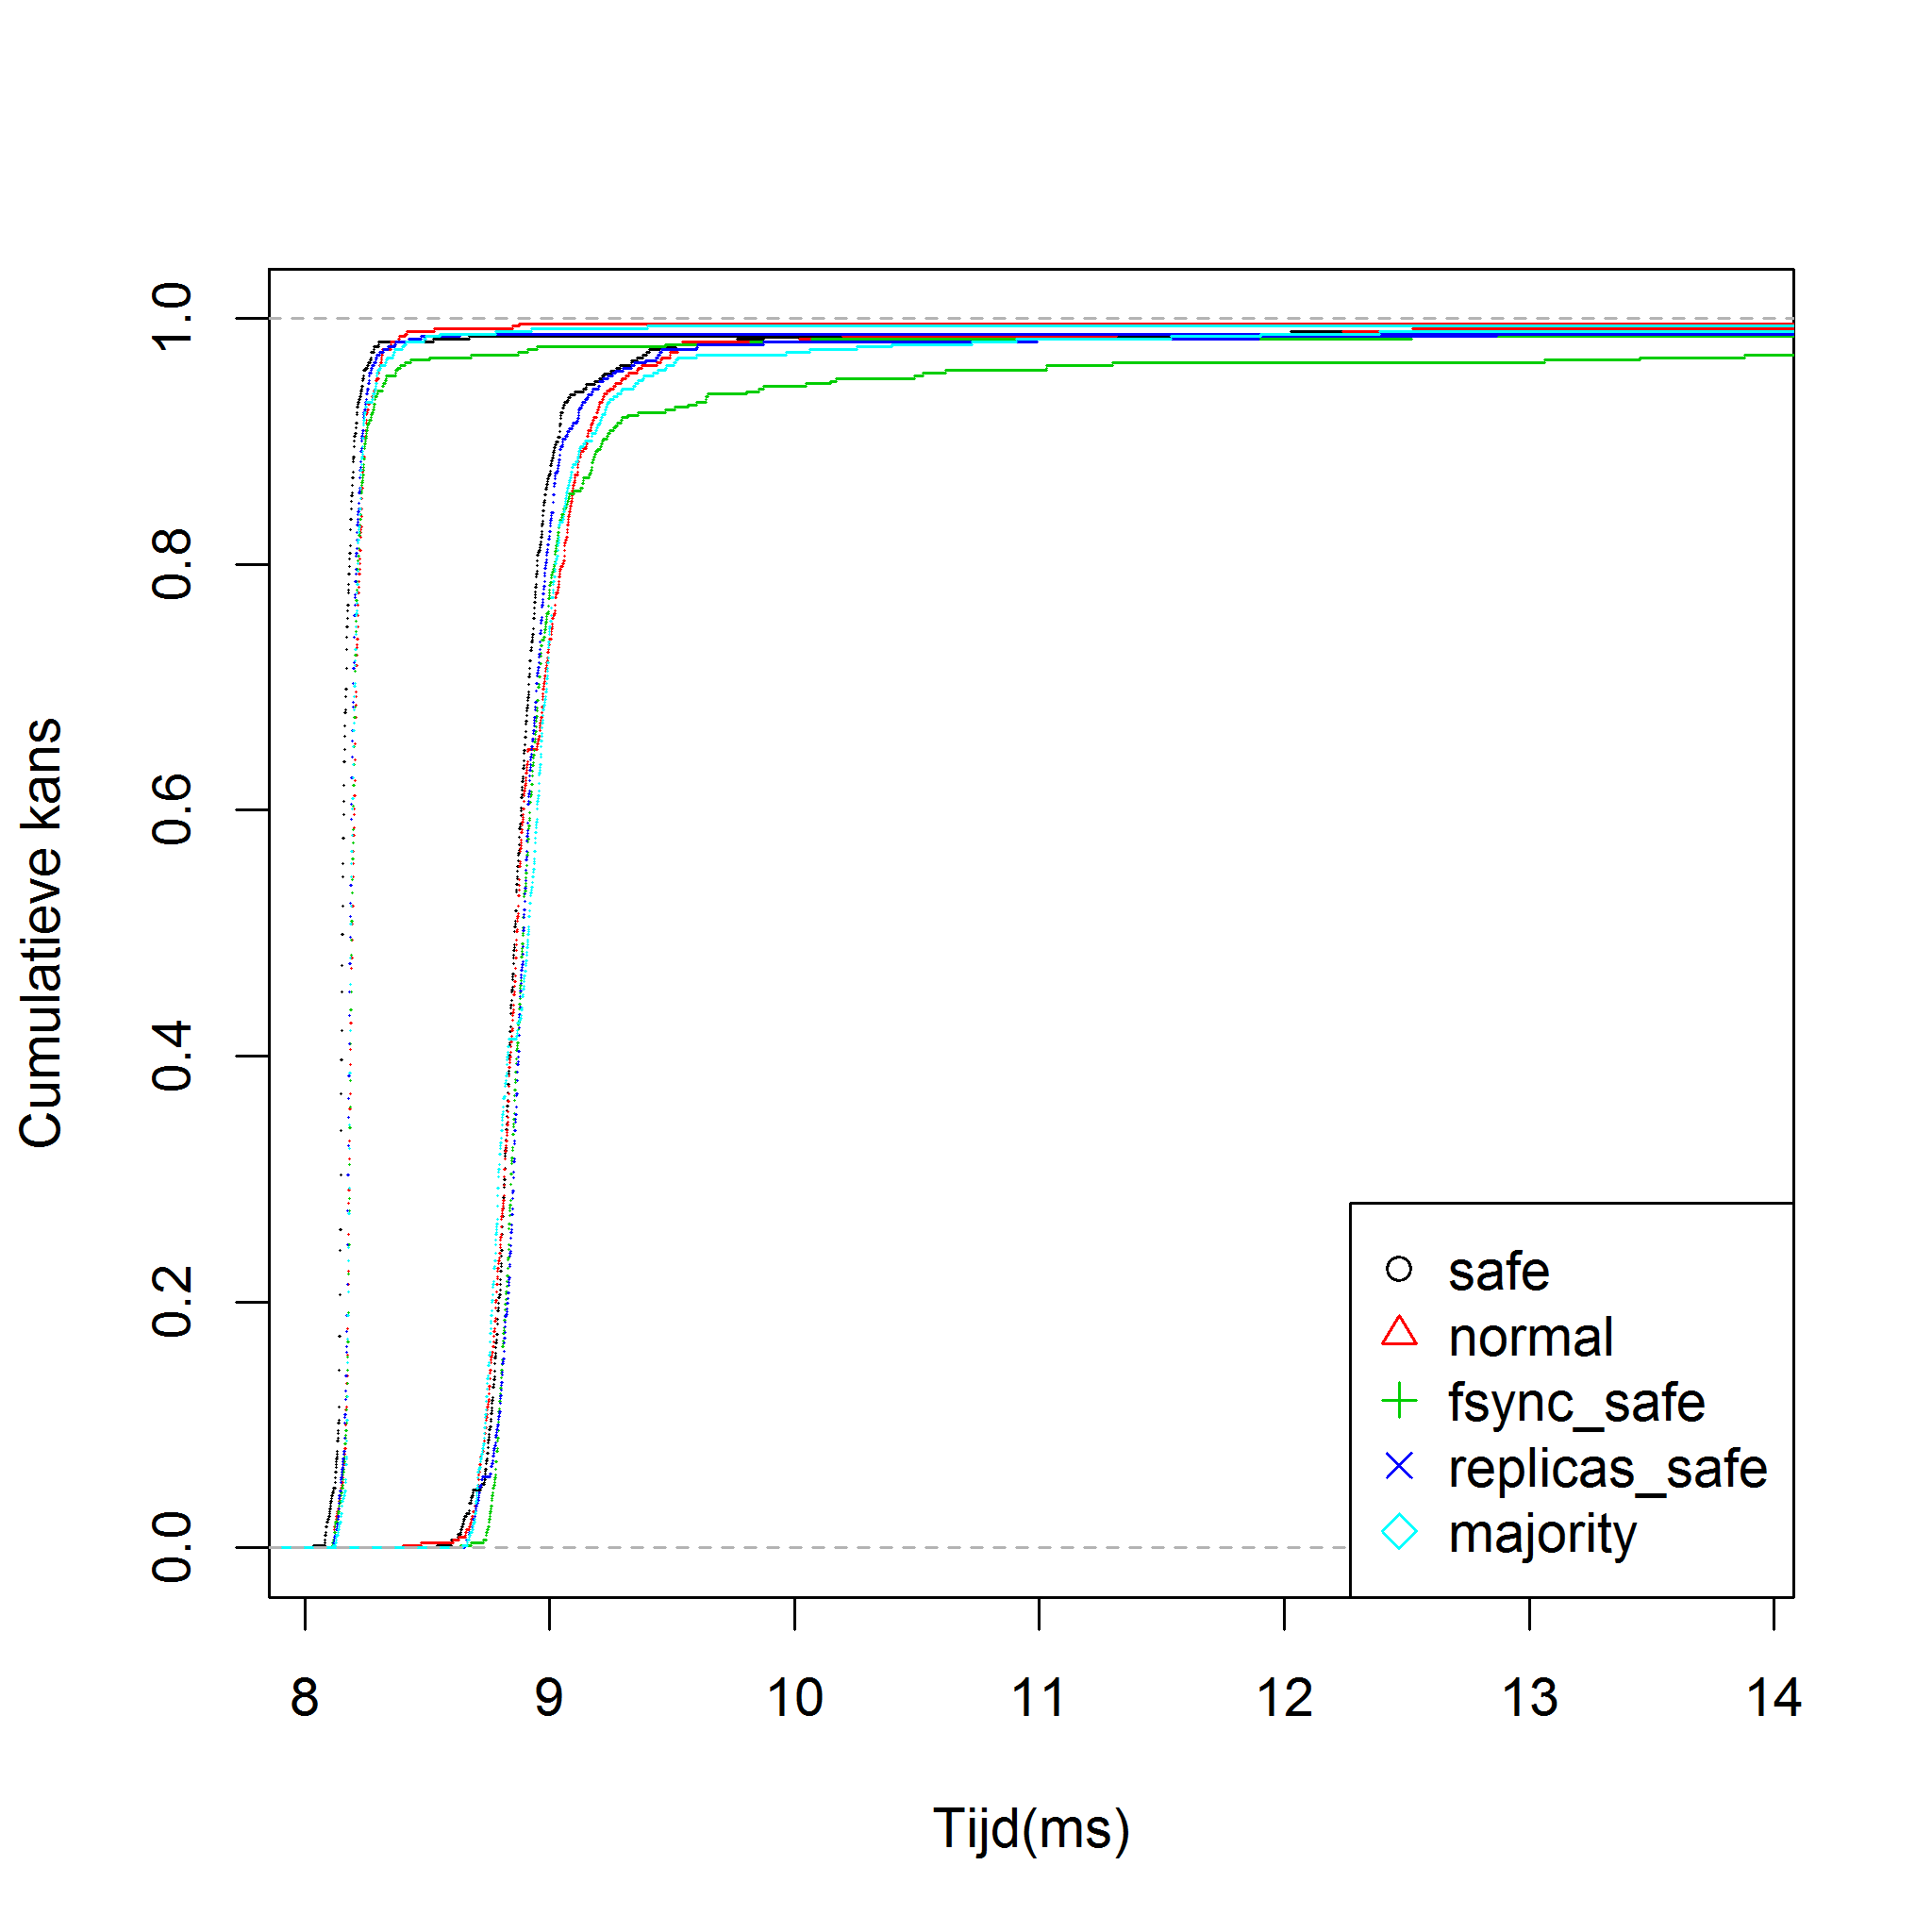 Cumulatieve kans
1.0
0.8
0.6
0.4
0.2
0.0
safe
normal
fsync_safe
replicas_safe
majority
8 9 10 11 12 13 14
Tijd(ms)